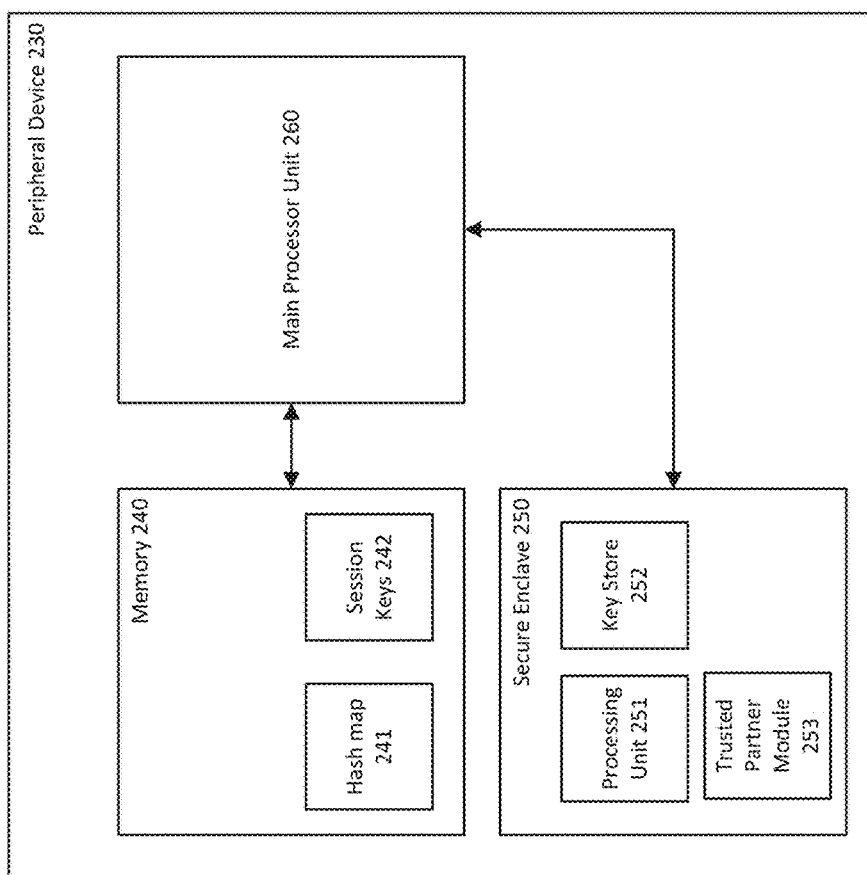 Peripheral Device 230
Memory 240
Hash map
241
Session
Keys 242
Main Processor Unit 260
Secure Enclave 250
Processing
Unit 251
Key Store
252
Trusted
Partner
Module
253